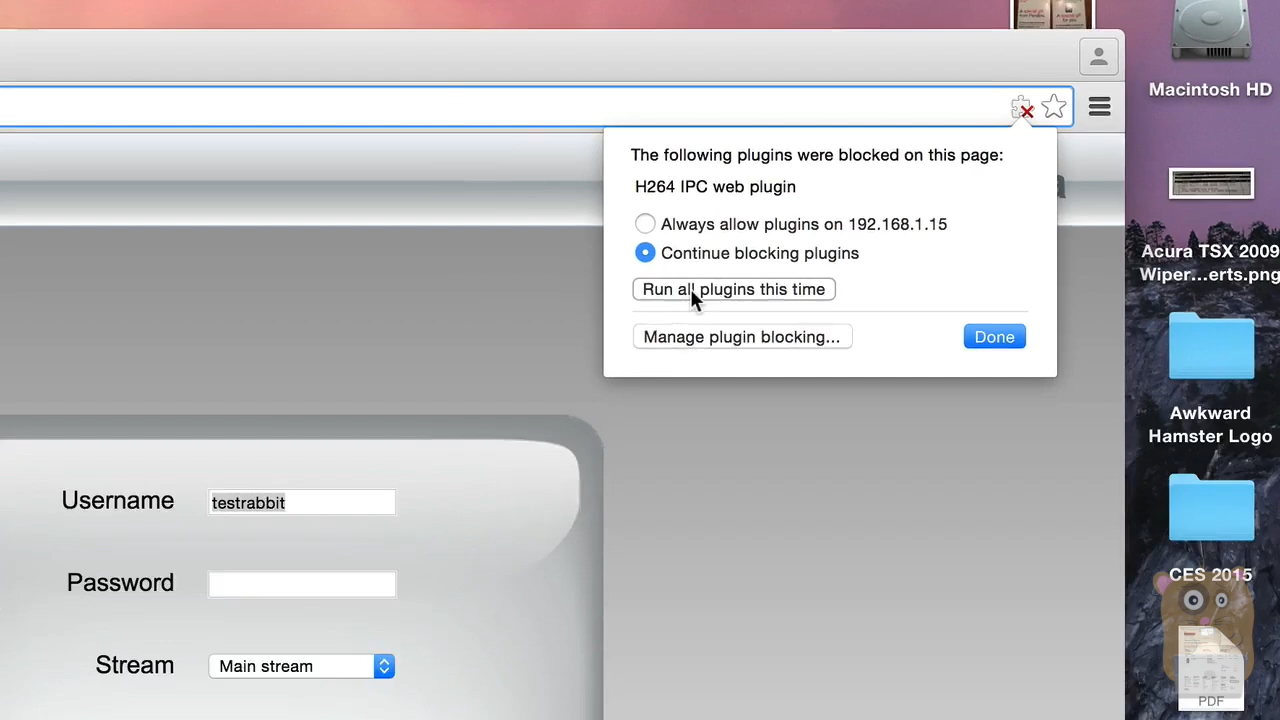 Macintosh HD
The following plugins were blocked on this page:
H264 IPC web plugin
Always allow plugins on 192.168.1.15
Continue blocking plugins
Run all plugins this time
Manage plugin blocking...
Done
Acura TSX 2009
Wiper...erts.png
Awkward
Hamster Logo
CES 2015
Username
testrabbit
Password
Stream
Main stream
PDF